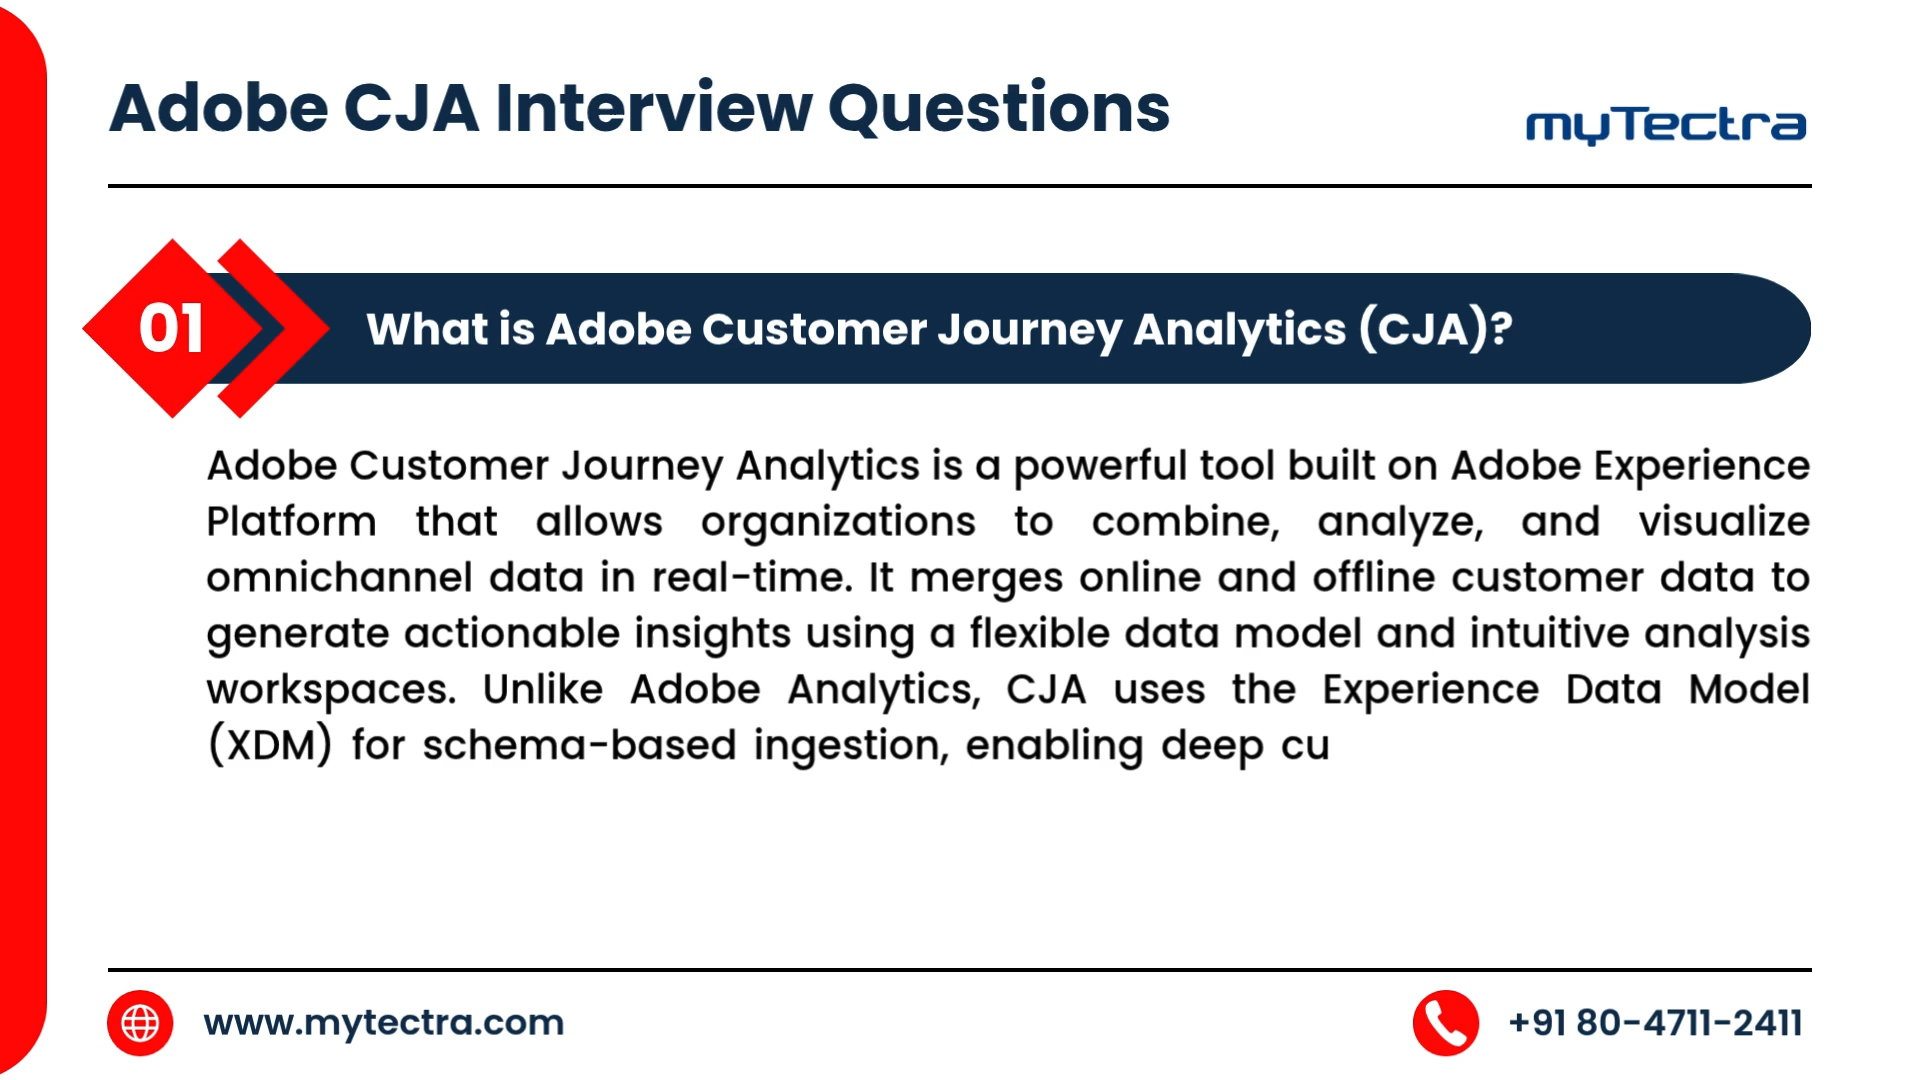 Adobe CJA Interview Questions
myTectra
01
What is Adobe Customer Journey Analytics (CJA)?
Adobe Customer Journey Analytics is a powerful tool built on Adobe Experience
Platform that allows organizations to combine, analyze, and visualize
omnichannel data in real-time. It merges online and offline customer data to
generate actionable insights using a flexible data model and intuitive analysis
workspaces. Unlike Adobe Analytics, CJA uses the Experience Data Model
(XDM) for schema-based ingestion, enabling deep cu
www.mytectra.com
+91 80-4711-2411